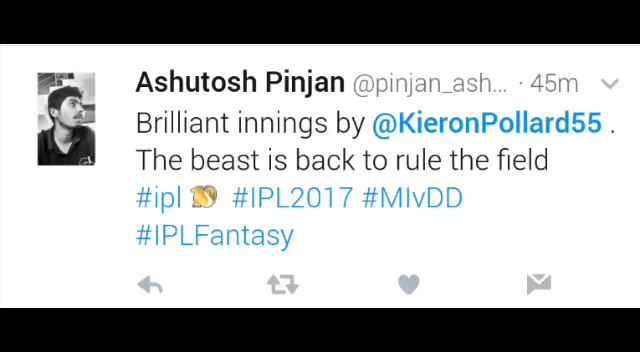 Ashutosh Pinjan @pinjan_ash... · 45m
Brilliant innings by @KieronPollard55 .
The beast is back to rule the field
#ipl #IPL2017 #MIvDD
#IPLFantasy